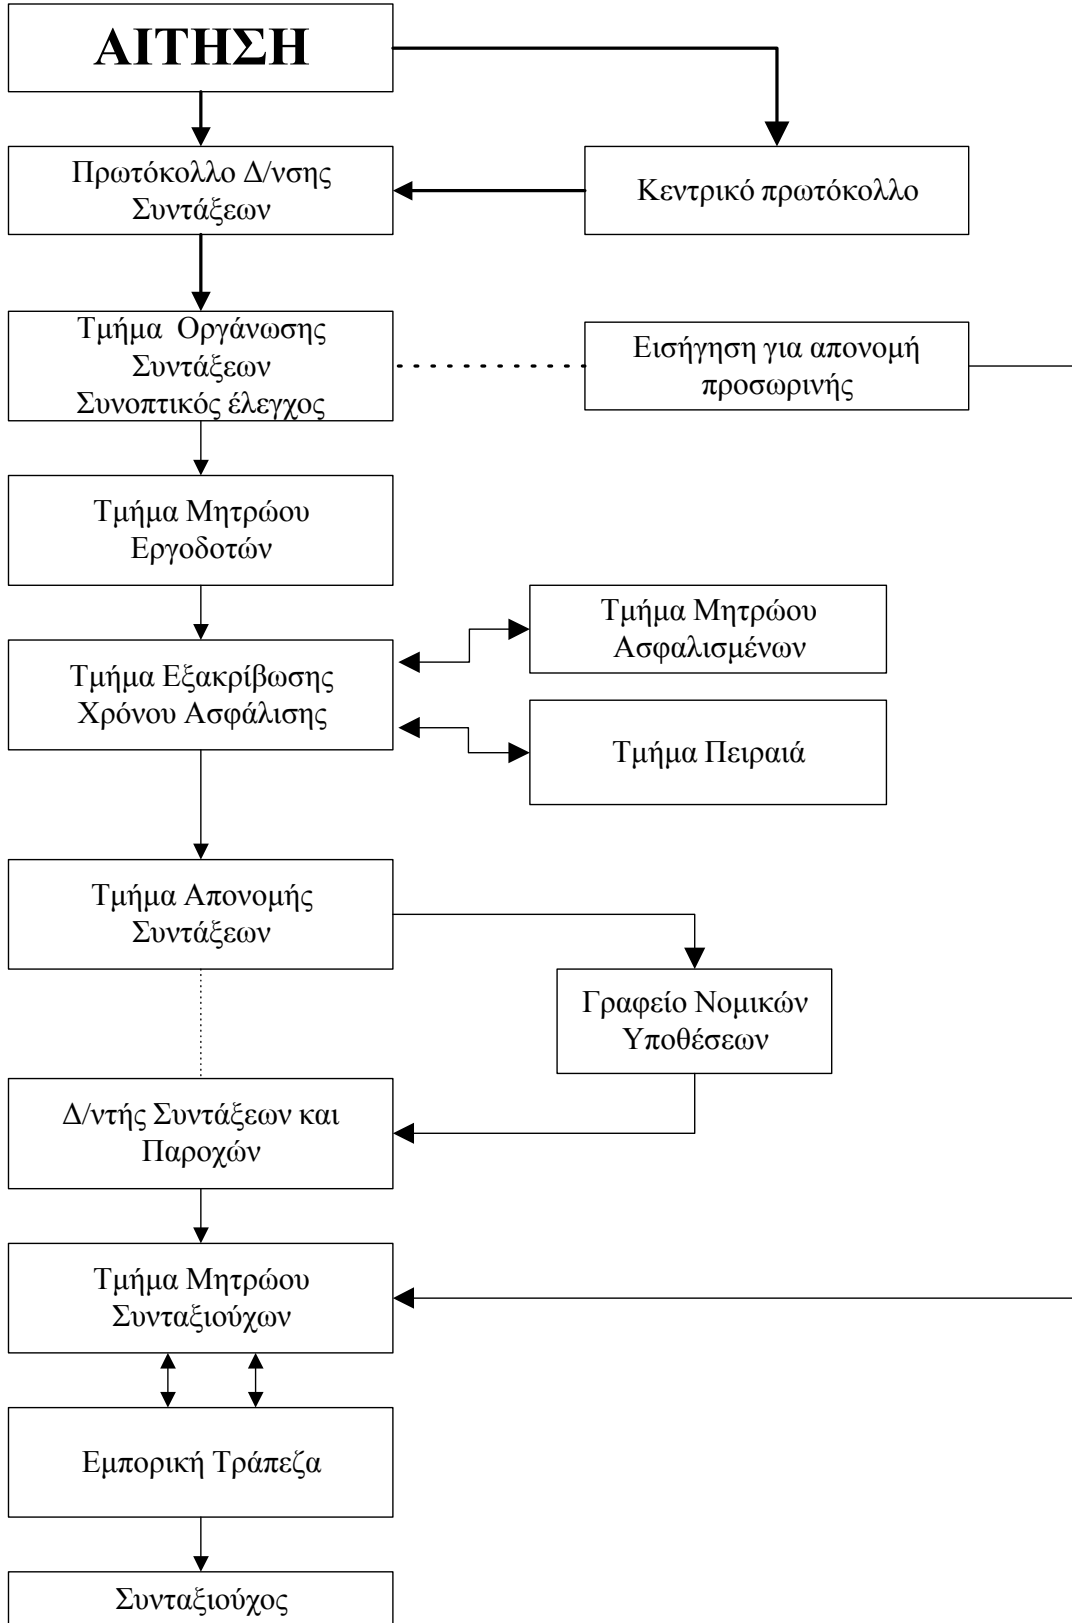 ΑΙΤΗΣΗ
Πρωτόκολλο Δ/νσης
Συντάξεων
Κεντρικό πρωτόκολλο
Τμήμα Οργάνωσης
Συντάξεων
Συνοπτικός έλεγχος
Εισήγηση για απονομή
προσωρινής
Τμήμα Μητρώου
Εργοδοτών
Τμήμα Μητρώου
Ασφαλισμένων
Τμήμα Εξακρίβωσης
Χρόνου Ασφάλισης
Τμήμα Πειραιά
Τμήμα Απονομής
Συντάξεων
Γραφείο Νομικών
Υποθέσεων
Δ/ντής Συντάξεων και
Παροχών
Τμήμα Μητρώου
Συνταξιούχων
Εμπορική Τράπεζα
Συνταξιούχος